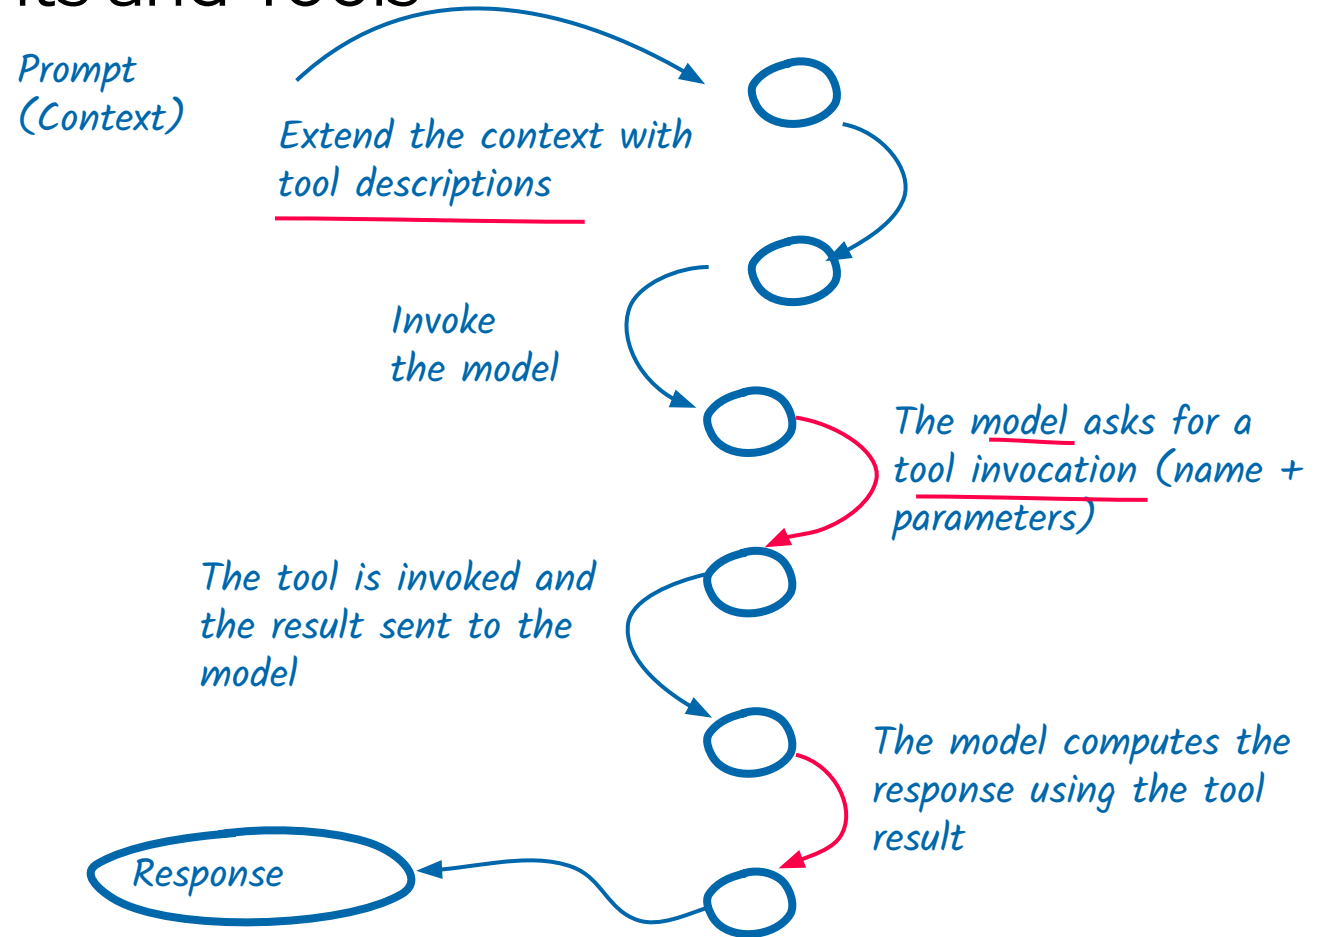 and Tools
Prompt
(Context)
Extend the context with
tool descriptions
Invoke
the model
The model asks for a
tool invocation (name +
parameters)
The tool is invoked and
the result sent to the
model
The model computes the
response using the tool
result
Response